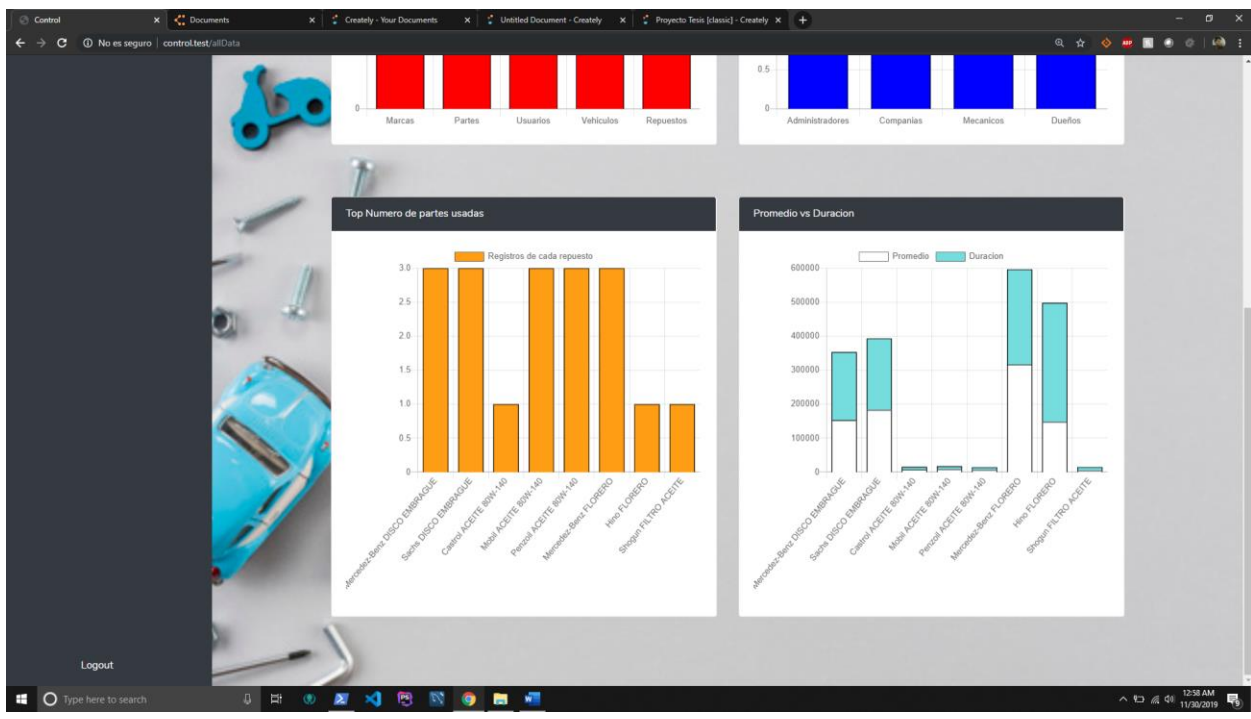 Control
Documents
Creately - Your Documents
Untitled Document - Creately
Proyecto Tesis [classic] - Creately
No es seguro
control.test/allData
ABP
0
Marcas
Partes
Usuarios
Vehiculos
Repuestos
0.5
0
Administradores
Companias
Mecanicos
Dueños
Top Numero de partes usadas
Registros de cada repuesto
3.0
2.5
2.0
1.5
1.0
0.5
0
Mercedez-Benz DISCO EMBRAGUE
Sachs DISCO EMBRAGUE
Castrol ACEITE 80W-140
Mobil ACEITE 80W-140
Penzoil ACEITE 80W-140
Mercedez-Benz FLORERO
Hino FLORERO
Shogun FILTRO ACEITE
Promedio vs Duracion
Promedio
Duracion
600000
500000
400000
300000
200000
100000
0
Mercedez-Benz DISCO EMBRAGUE
Sachs DISCO EMBRAGUE
Castrol ACEITE 80W-140
Mobil ACEITE 80W-140
Penzoil ACEITE 80W-140
Mercedez-Benz FLORERO
Hino FLORERO
Shogun FILTRO ACEITE
Logout
Type here to search
PS
12:58 AM
11/30/2019